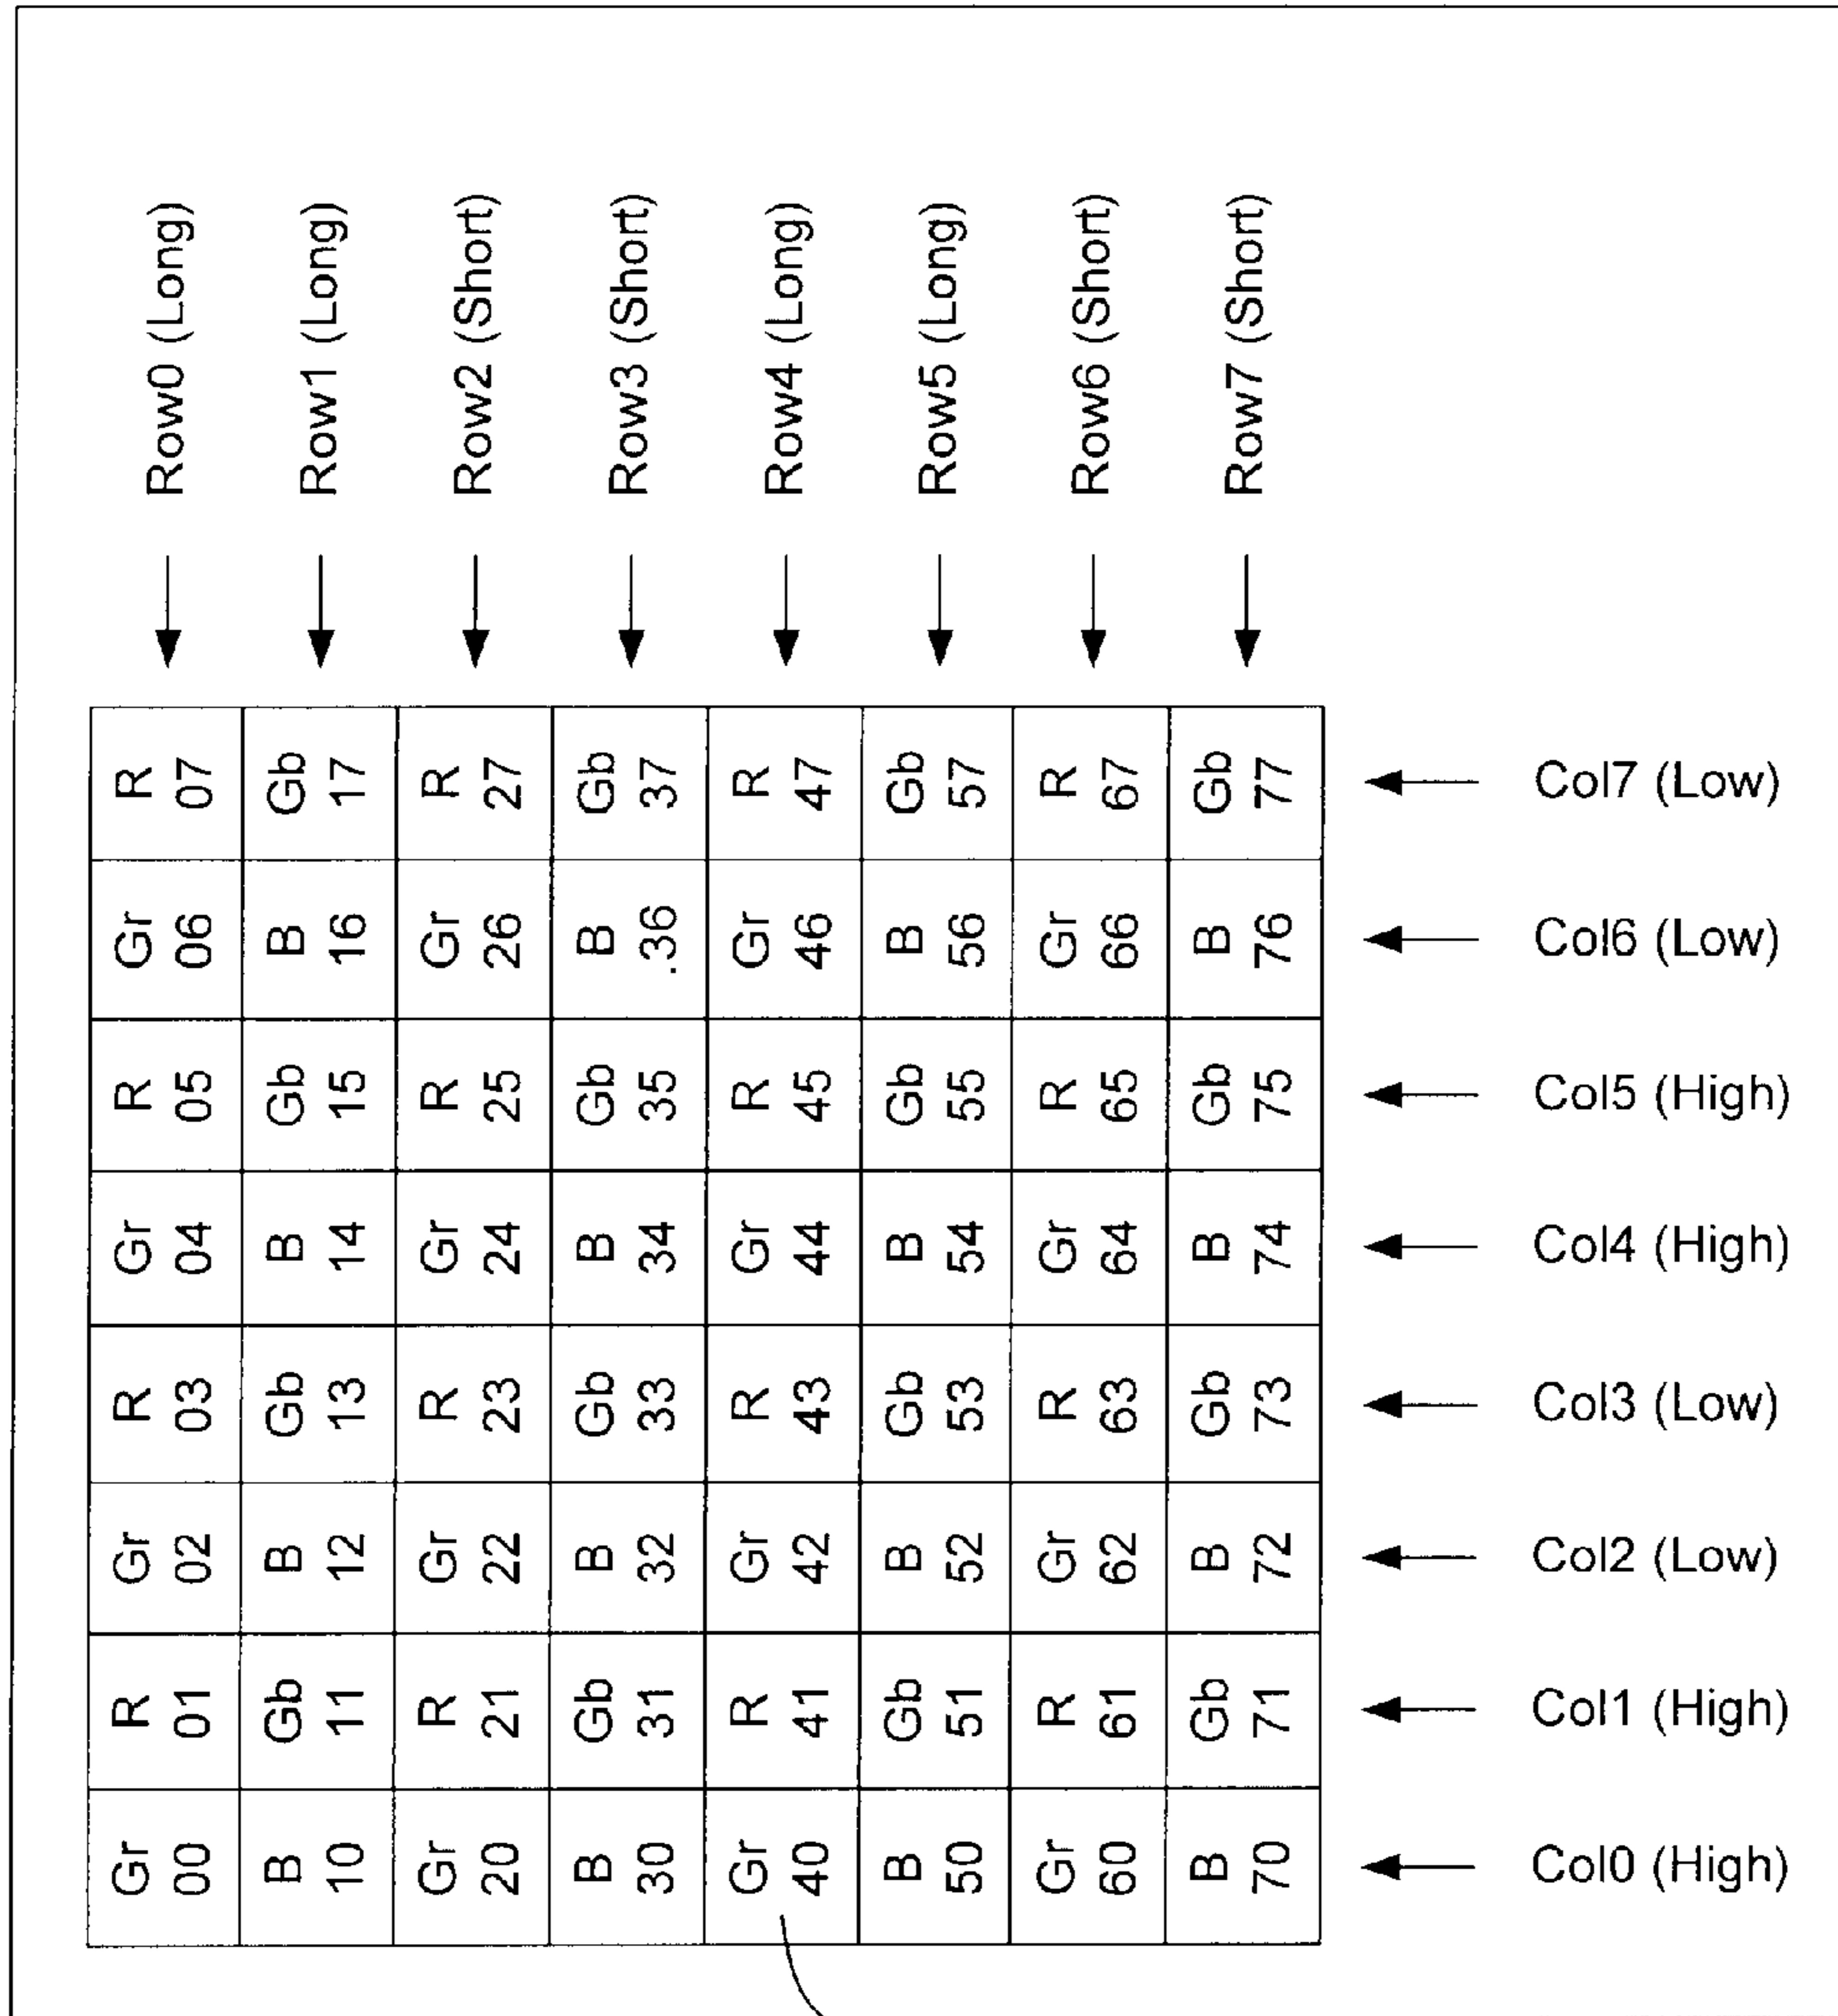 Gr R Gr R Gr R Gr R
00 01 02 03 04 05 06 07
Row0 (Long)
B Gb B Gb B Gb B Gb
10 11 12 13 14 15 16 17
Row1 (Long)
Gr R Gr R Gr R Gr R
20 21 22 23 24 25 26 27
Row2 (Short)
B Gb B Gb B Gb B Gb
30 31 32 33 34 35 .36 37
Row3 (Short)
Gr R Gr R Gr R Gr R
40 41 42 43 44 45 46 47
Row4 (Long)
B Gb B Gb B Gb B Gb
50 51 52 53 54 55 56 57
Row5 (Long)
Gr R Gr R Gr R Gr R
60 61 62 63 64 65 66 67
Row6 (Short)
B Gb B Gb B Gb B Gb
70 71 72 73 74 75 76 77
Row7 (Short)
Col0 (High)
Col1 (High)
Col2 (Low)
Col3 (Low)
Col4 (High)
Col5 (High)
Col6 (Low)
Col7 (Low)